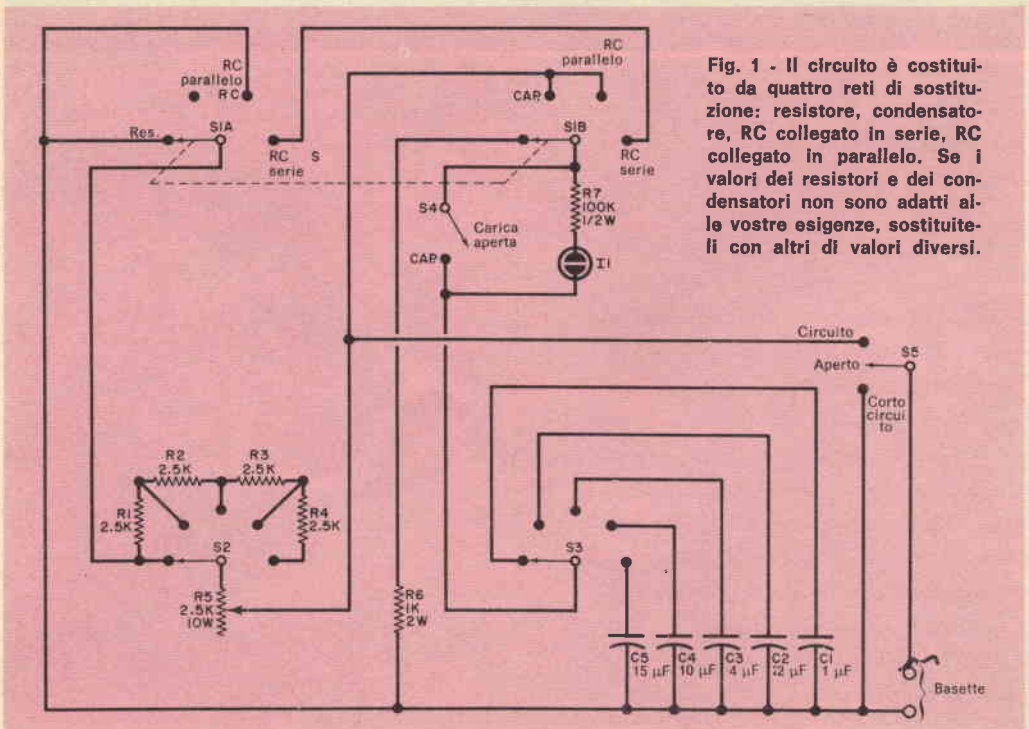 RC
parallelo
RC
Res.
S1A
RC S
serie
RC
parallelo
CAP.
S1B
RC
serie
R7
100K
1/2W
S4
Carica
aperta
CAP.
I1
Fig. 1 - Il circuito è costitui-
to da quattro reti di sostitu-
zione: resistore, condensato-
re, RC collegato in serie, RC
collegato in parallelo. Se i
valori dei resistori e dei con-
densatori non sono adatti al-
le vostre esigenze, sostituite-
li con altri di valori diversi.
Circuito
Aperto
S5
Corto
circui
to
R2
2.5K
R3
2.5K
R1
2.5K
R4
2.5K
S2
S3
R5
2.5K
10W
R6
1K
2W
C5
15 µF
C4
10 µF
C3
4 µF
C2
2 µF
C1
1 µF
Basette